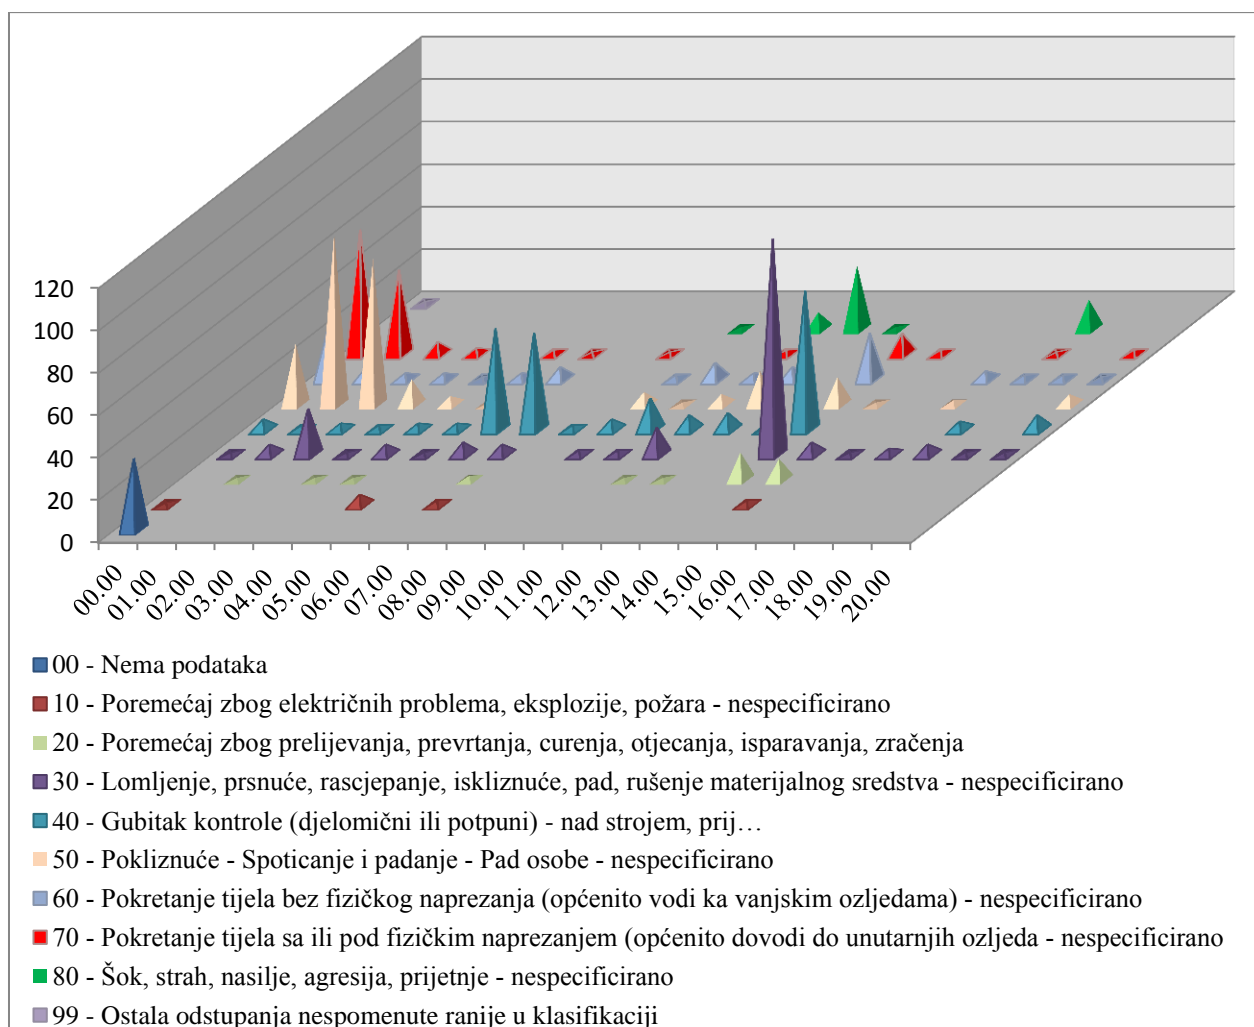 120
100
80
60
40
20
0
00.00
01.00
02.00
03.00
04.00
05.00
06.00
07.00
08.00
09.00
10.00
11.00
12.00
13.00
14.00
15.00
16.00
17.00
18.00
19.00
20.00
00 - Nema podataka
10 - Poremećaj zbog električnih problema, eksplozije, požara - nespecificirano
20 - Poremećaj zbog prelijevanja, prevrtanja, curenja, otjecanja, isparavanja, zračenja
30 - Lomljenje, prsnuće, rascjepanje, iskliznuće, pad, rušenje materijalnog sredstva - nespecificirano
40 - Gubitak kontrole (djelomični ili potpuni) - nad strojem, prij…
50 - Pokliznuće - Spoticanje i padanje - Pad osobe - nespecificirano
60 - Pokretanje tijela bez fizičkog naprezanja (općenito vodi ka vanjskim ozljedama) - nespecificirano
70 - Pokretanje tijela sa ili pod fizičkim naprezanjem (općenito dovodi do unutarnjih ozljeda - nespecificirano
80 - Šok, strah, nasilje, agresija, prijetnje - nespecificirano
99 - Ostala odstupanja nespomenute ranije u klasifikaciji